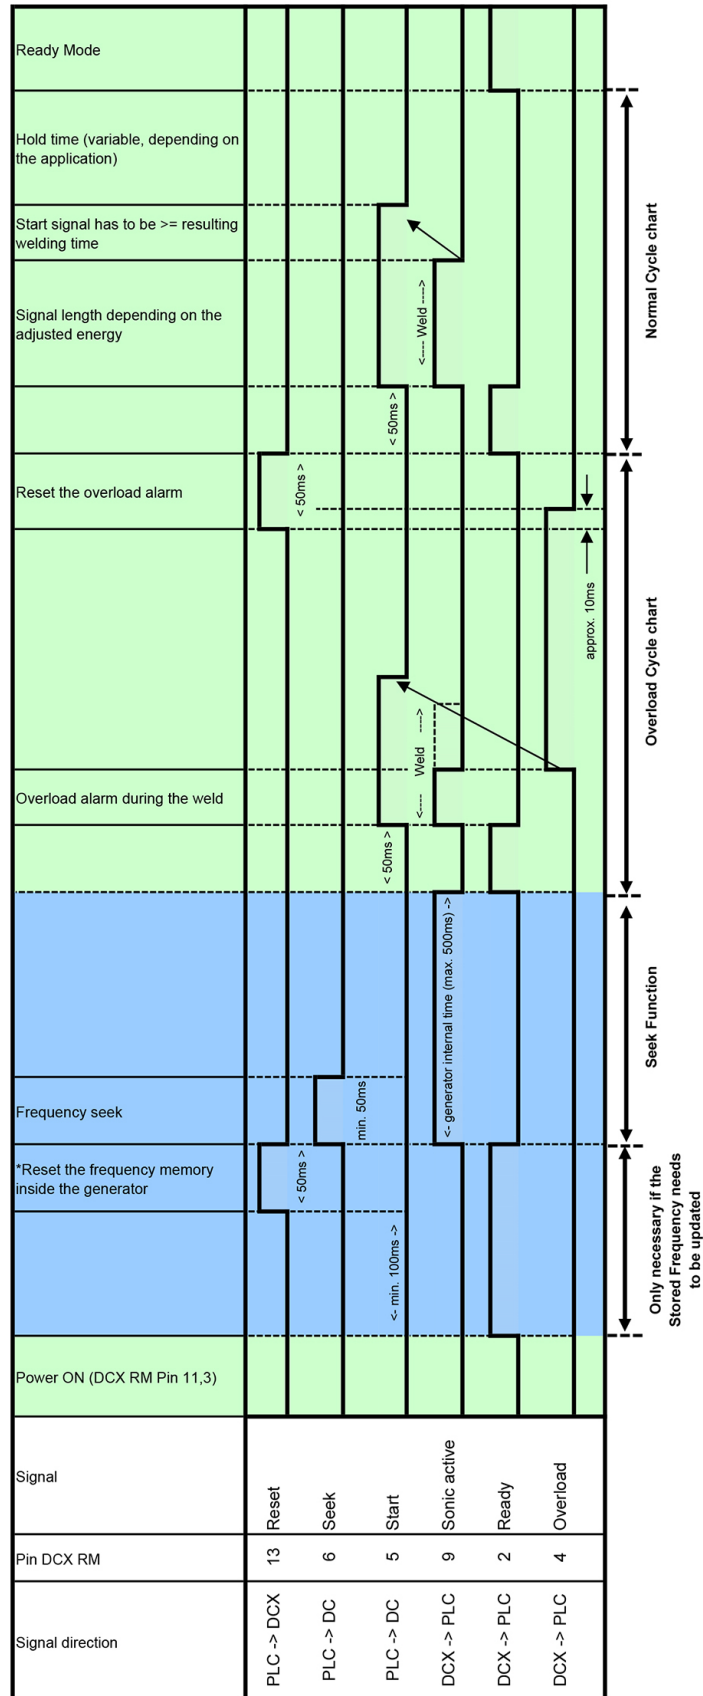 Ready Mode
Hold time (variable, depending on
the application)
Start signal has to be >= resulting
welding time
Signal length depending on the
adjusted energy
<---- Weld ---->
< 50ms >
Normal Cycle chart
Reset the overload alarm
< 50ms >
approx. 10ms
Overload Cycle chart
<---- Weld ---->
Overload alarm during the weld
< 50ms >
<- generator internal time (max. 500ms) ->
Seek Function
Frequency seek
min. 50ms
*Reset the frequency memory
inside the generator
< 50ms >
<- min. 100ms ->
Only necessary if the
Stored Frequency needs
to be updated
Power ON (DCX RM Pin 11,3)
Signal
Reset
Seek
Start
Sonic active
Ready
Overload
Pin DCX RM
13
6
5
9
2
4
Signal direction
PLC -> DCX
PLC -> DC
PLC -> DC
DCX -> PLC
DCX -> PLC
DCX -> PLC